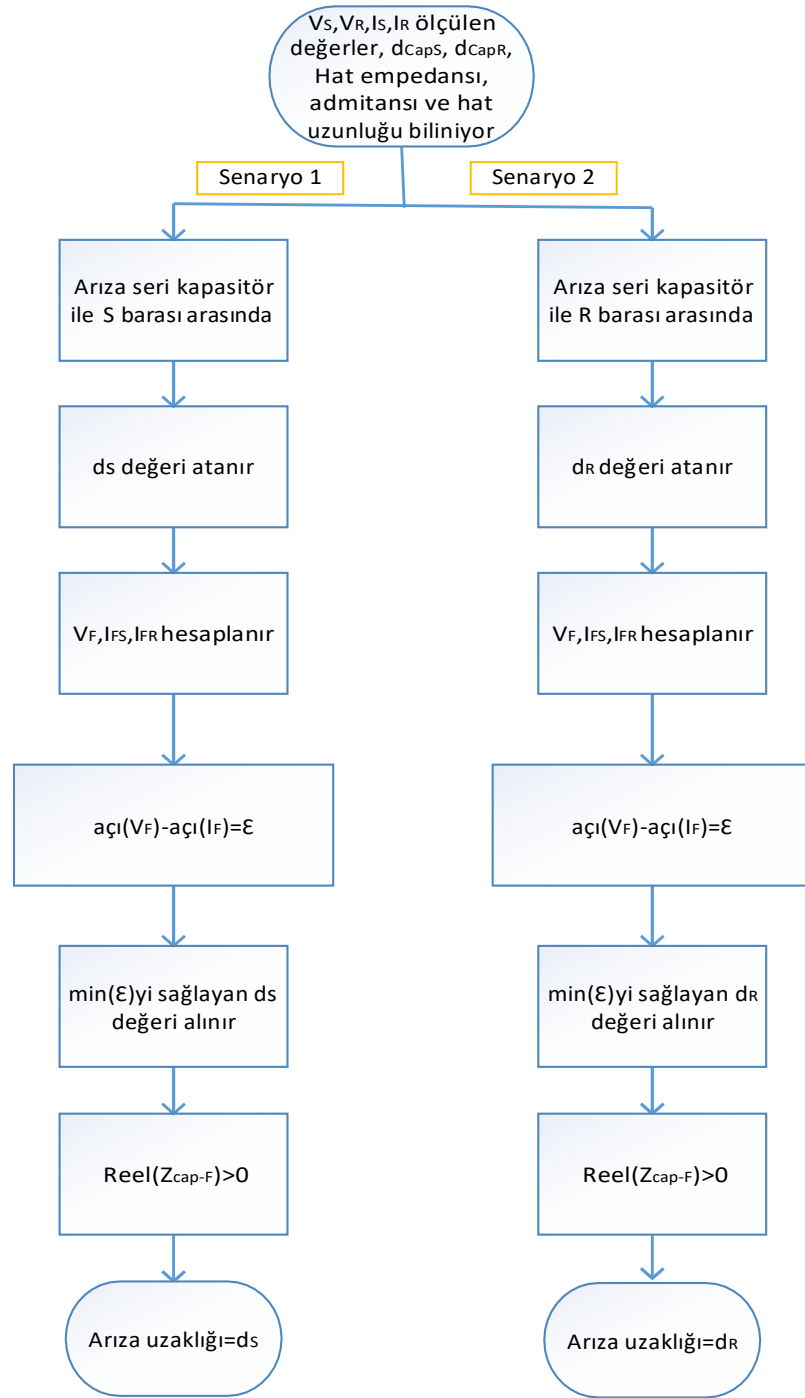 VS,VR,IS,IR ölçülen
değerler, dCapS, dCapR,
Hat empedansı,
admitansı ve hat
uzunluğu biliniyor
Senaryo 1
Senaryo 2
Arıza seri kapasitör
ile S barası arasında
Arıza seri kapasitör
ile R barası arasında
ds değeri atanır
dR değeri atanır
VF,IFS,IFR hesaplanır
VF,IFS,IFR hesaplanır
açı(VF)-açı(IF)=Ɛ
açı(VF)-açı(IF)=Ɛ
min(Ɛ)yi sağlayan ds
değeri alınır
min(Ɛ)yi sağlayan dR
değeri alınır
Reel(Zcap-F)>0
Reel(Zcap-F)>0
Arıza uzaklığı=ds
Arıza uzaklığı=dR